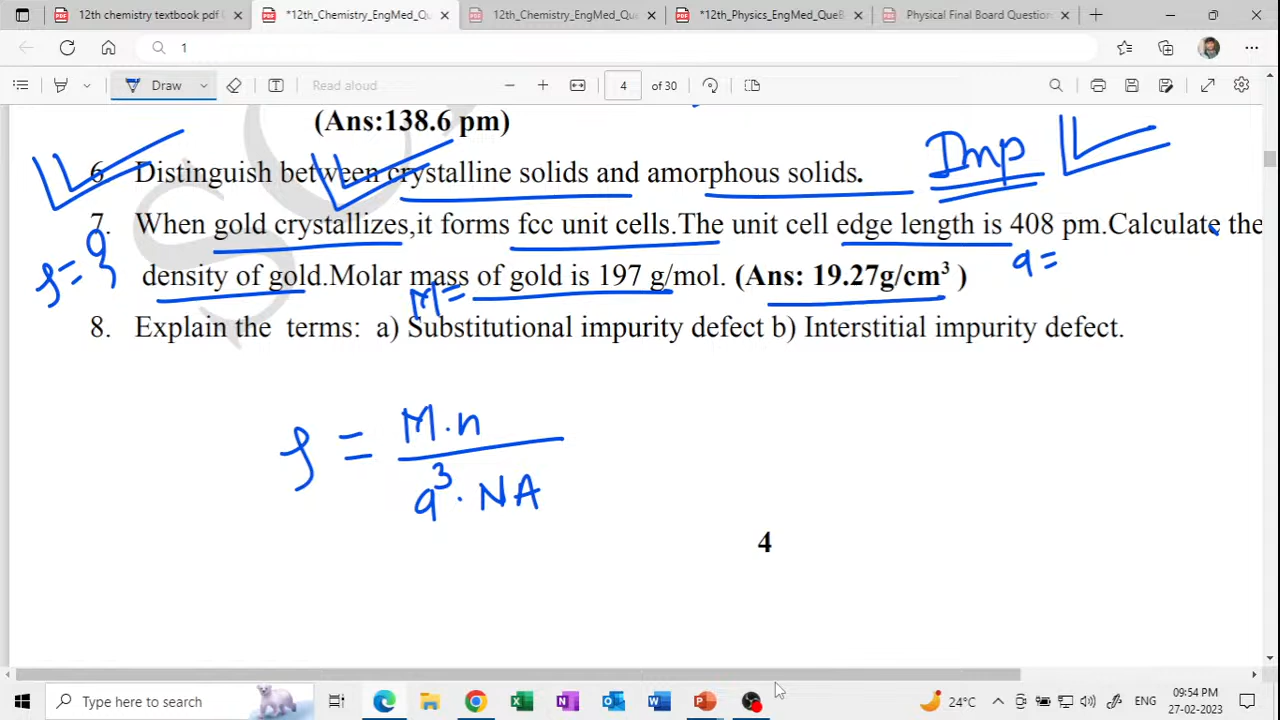 12th chemistry textbook pdf
*12th_Chemistry_EngMed_Qu
12th_Chemistry_EngMed_Que
*12th_Physics_EngMed_QueB
Physical Final Board Question
1
Draw
Read aloud
4 of 30
(Ans:138.6 pm)
6. Distinguish between crystalline solids and amorphous solids. Imp
7. When gold crystallizes,it forms fcc unit cells.The unit cell edge length is 408 pm.Calculate the
a =
ρ = ?
density of gold.Molar mass of gold is 197 g/mol. (Ans: 19.27g/cm³ )
M =
8. Explain the terms: a) Substitutional impurity defect b) Interstitial impurity defect.
ρ = M.n
a³ . NA
4
Type here to search
24°C
ENG
09:54 PM
27-02-2023